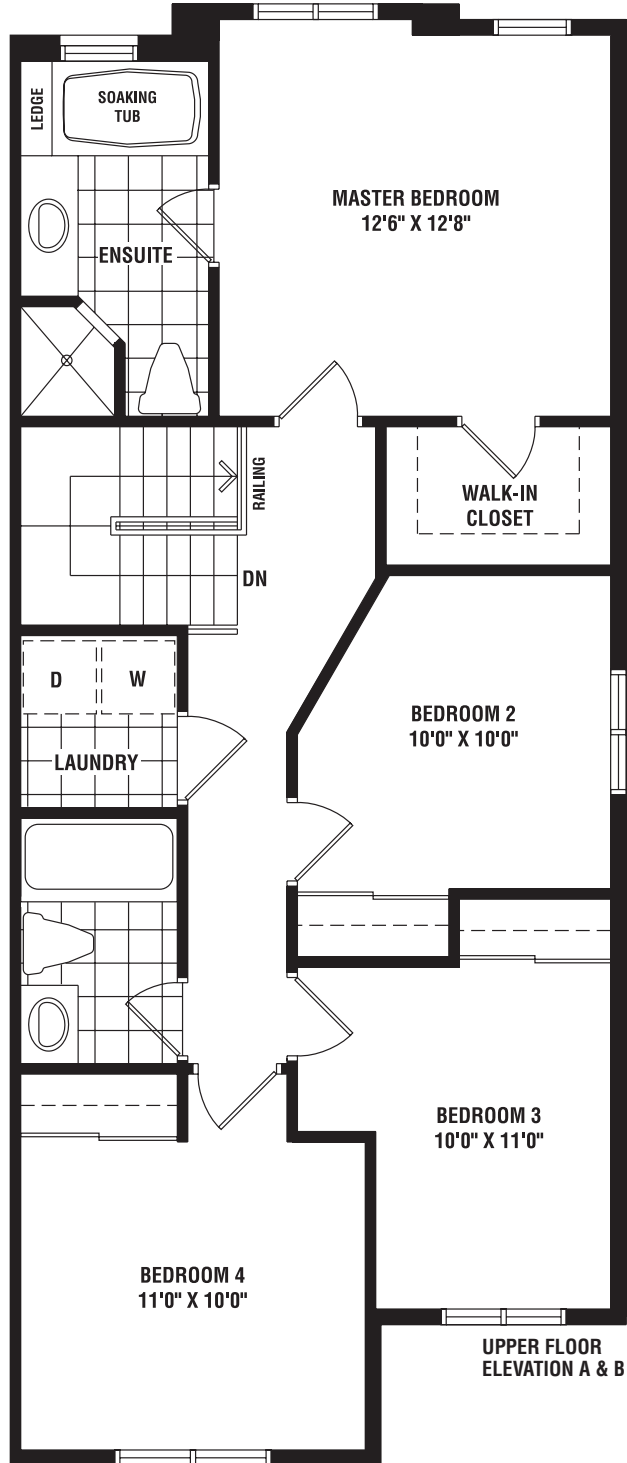 LEDGE
SOAKING
TUB
MASTER BEDROOM
12'6" X 12'8"
ENSUITE
RAILING
WALK-IN
CLOSET
DN
D
W
LAUNDRY
BEDROOM 2
10'0" X 10'0"
BEDROOM 3
10'0" X 11'0"
BEDROOM 4
11'0" X 10'0"
UPPER FLOOR
ELEVATION A & B